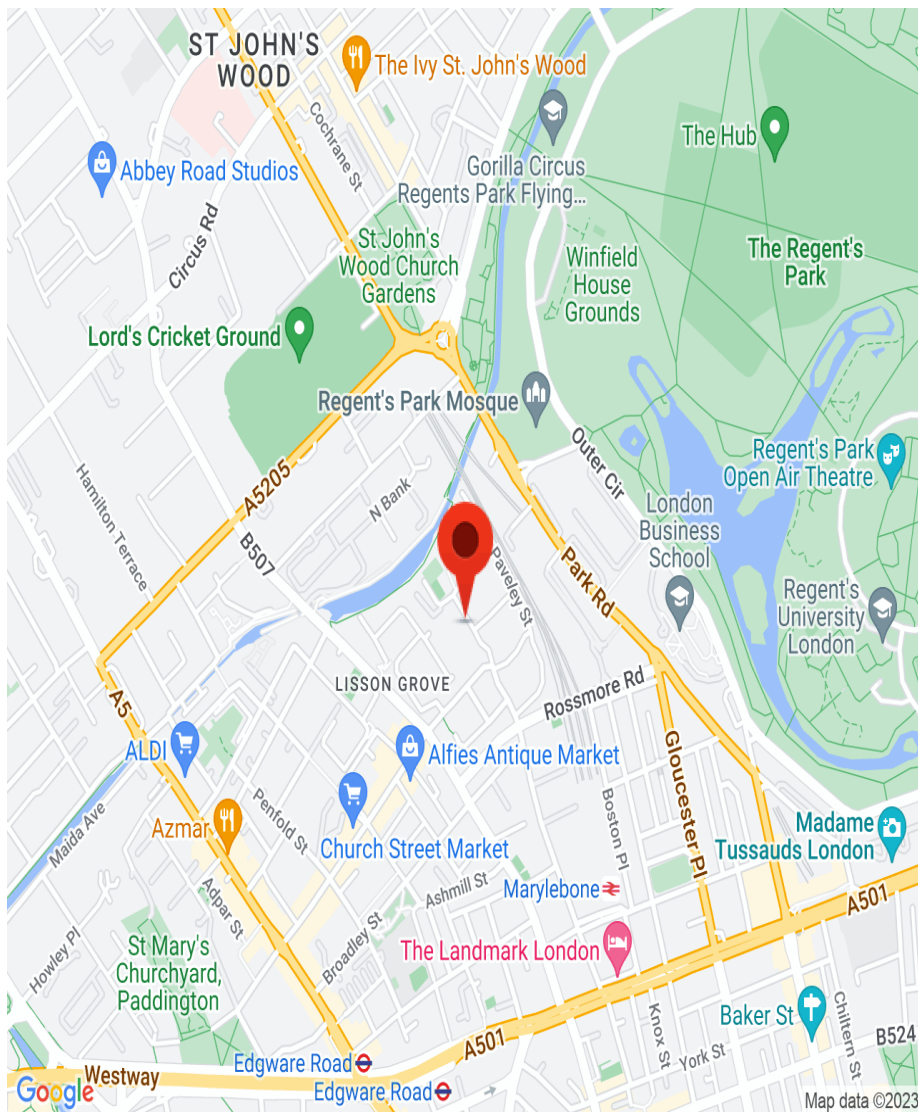 ST JOHN'S
WOOD
The Ivy St. John's Wood
Cochrane St
The Hub
Abbey Road Studios
Gorilla Circus
Regents Park Flying...
Circus Rd
St John's
Wood Church
Gardens
Winfield
House
Grounds
The Regent's
Park
Lord's Cricket Ground
Regent's Park Mosque
Outer Cir
Regent's Park
Open Air Theatre
A5205
N Bank
Hamilton Terrace
B507
London
Business
School
Paveley St
Park Rd
Regent's
University
London
LISSON GROVE
Rossmore Rd
A5
ALDI
Alfies Antique Market
Gloucester Pl
Maida Ave
Penfold St
Boston Pl
Azmar
Church Street Market
Madame
Tussauds London
Ashmill St
Marylebone
A501
Adpar St
Broadley St
Howley Pl
St Mary's
Churchyard,
Paddington
The Landmark London
Knox St
Baker St
Chiltern St
B524
A501
York St
Edgware Road
Westway
Edgware Road
Google
Map data ©2023